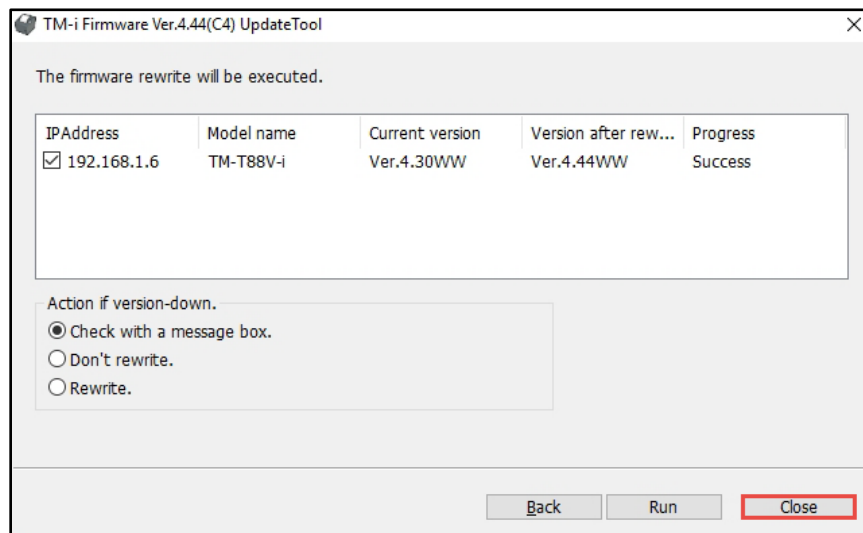 TM-i Firmware Ver.4.44(C4) UpdateTool
The firmware rewrite will be executed.
IPAddress Model name Current version Version after rew... Progress
192.168.1.6 TM-T88V-i Ver.4.30WW Ver.4.44WW Success
Action if version-down.
Check with a message box.
Don't rewrite.
Rewrite.
Back Run Close